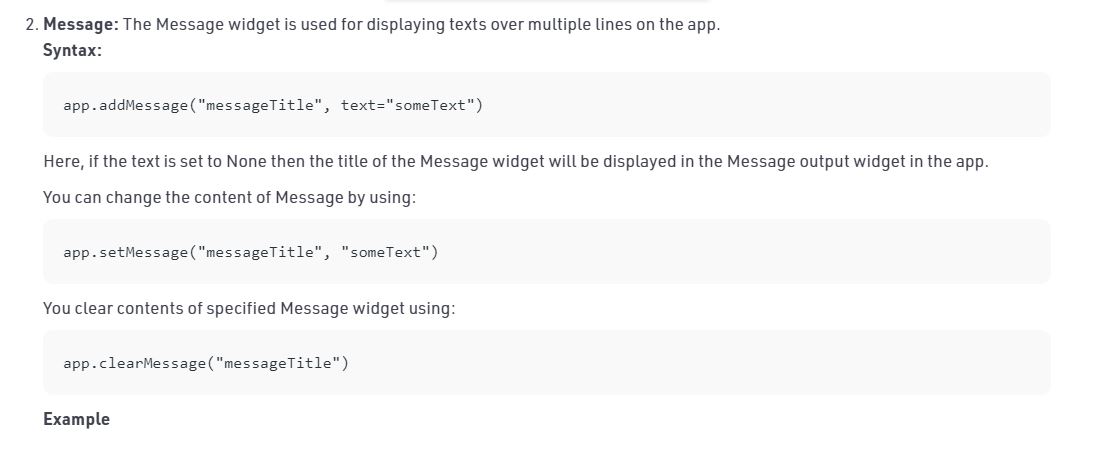 2. Message: The Message widget is used for displaying texts over multiple lines on the app.
Syntax:
app.addMessage("messageTitle", text="someText")
Here, if the text is set to None then the title of the Message widget will be displayed in the Message output widget in the app.
You can change the content of Message by using:
app.setMessage("messageTitle", "someText")
You clear contents of specified Message widget using:
app.clearMessage("messageTitle")
Example